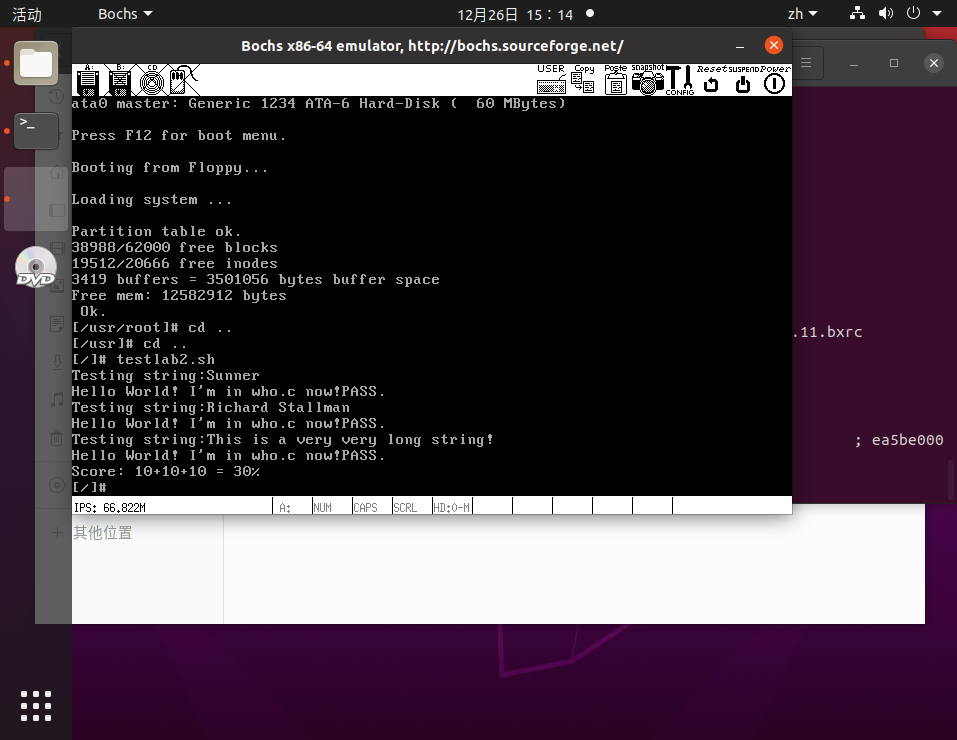 活动
Bochs
12月26日 15：14
zh
Bochs x86-64 emulator, http://bochs.sourceforge.net/
A: B: CD USER Copy Paste snapshot CONFIG Reset SUSPEND Power
ata0 master: Generic 1234 ATA-6 Hard-Disk (  60 MBytes)
Press F12 for boot menu.
Booting from Floppy...
Loading system ...
Partition table ok.
38988/62000 free blocks
19512/20666 free inodes
3419 buffers = 3501056 bytes buffer space
Free mem: 12582912 bytes
Ok.
[/usr/root]# cd ..
[/usr]# cd ..
[/]# testlab2.sh
Testing string:Sunner
Hello World! I'm in who.c now!PASS.
Testing string:Richard Stallman
Hello World! I'm in who.c now!PASS.
Testing string:This is a very very long string!
Hello World! I'm in who.c now!PASS.
Score: 10+10+10 = 30%
[/]#
IPS: 66.822M A: NUM CAPS SCRL HD:0-M
.11.bxrc
; ea5be000
>_
DVD
+ 其他位置